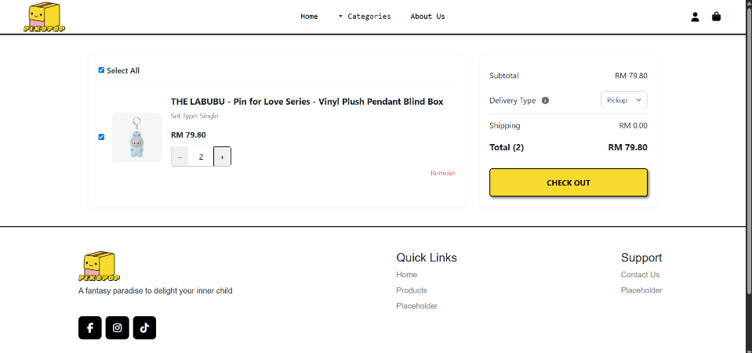 PIXOPOP
Home
Categories
About Us
Select All
THE LABUBU - Pin for Love Series - Vinyl Plush Pendant Blind Box
Set Type: Single
RM 79.80
− 2 +
Remove
Subtotal RM 79.80
Delivery Type Pickup
Shipping RM 0.00
Total (2) RM 79.80
CHECK OUT
PIXOPOP
A fantasy paradise to delight your inner child
Quick Links
Home
Products
Placeholder
Support
Contact Us
Placeholder